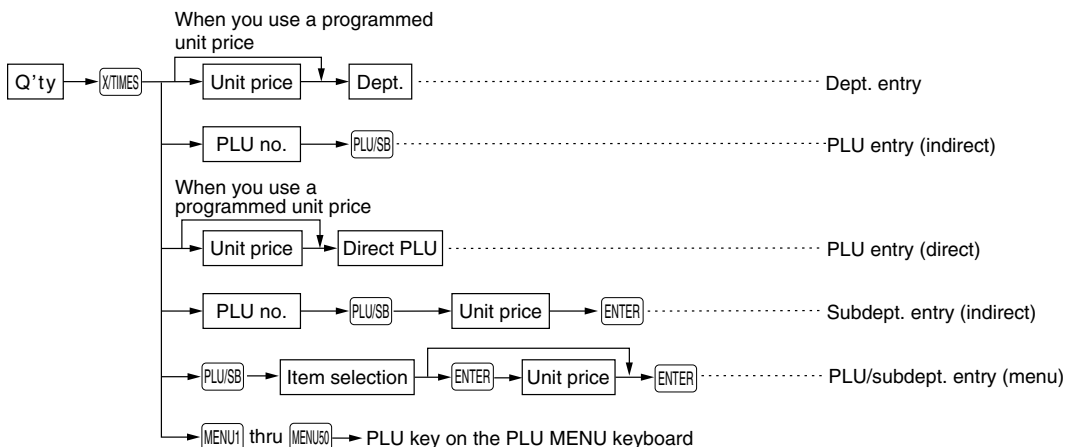 When you use a programmed
unit price
Q'ty X/TIMES Unit price Dept. Dept. entry
PLU no. PLU/SB PLU entry (indirect)
When you use a
programmed unit price
Unit price Direct PLU PLU entry (direct)
PLU no. PLU/SB Unit price ENTER Subdept. entry (indirect)
PLU/SB Item selection ENTER Unit price ENTER PLU/subdept. entry (menu)
MENU1 thru MENU50 PLU key on the PLU MENU keyboard